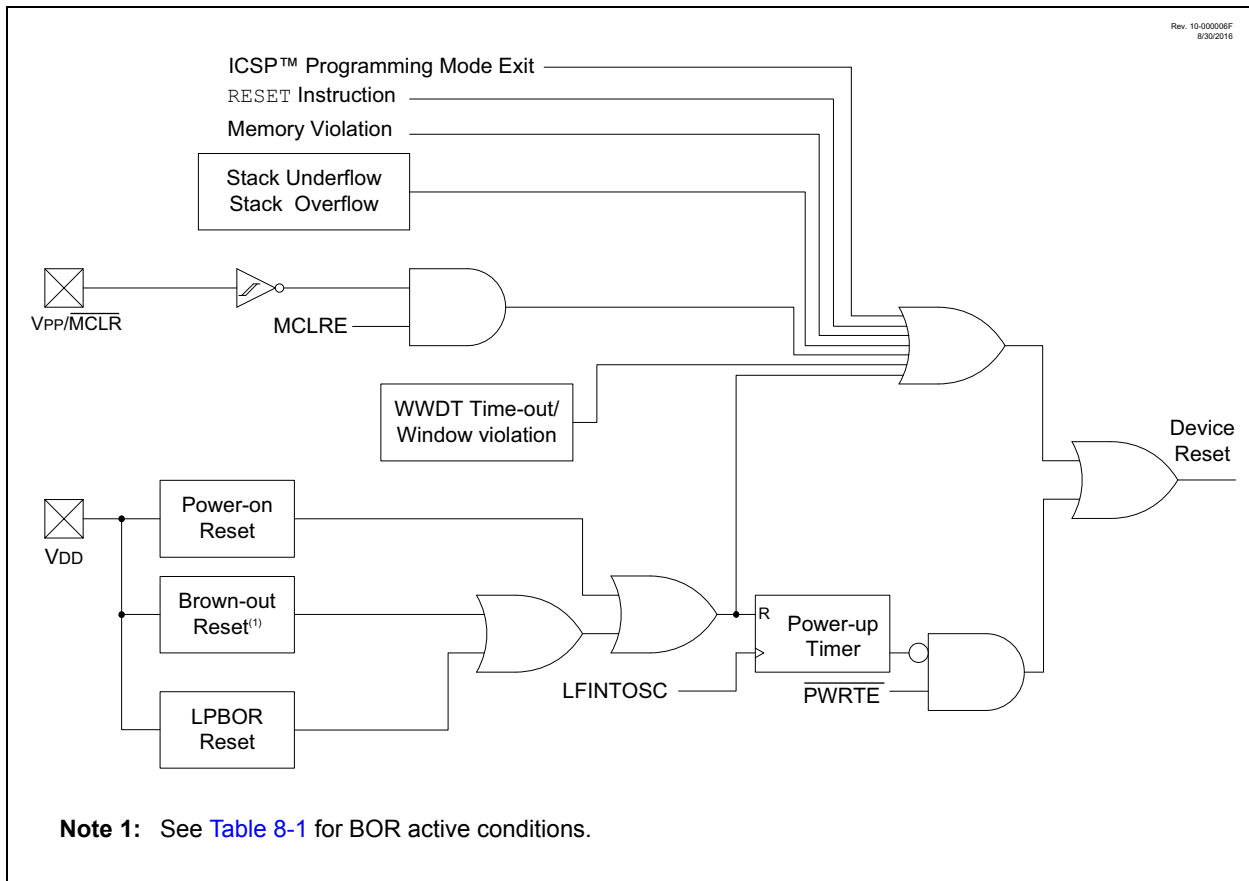 Rev. 10-000006F
8/30/2016
ICSP™ Programming Mode Exit
RESET Instruction
Memory Violation
Stack Underflow
Stack Overflow
VPP/MCLR
MCLRE
WWDT Time-out/
Window violation
Device
Reset
VDD
Power-on
Reset
Brown-out
Reset(1)
R
Power-up
Timer
LFINTOSC
PWRTE
LPBOR
Reset
Note 1: See Table 8-1 for BOR active conditions.